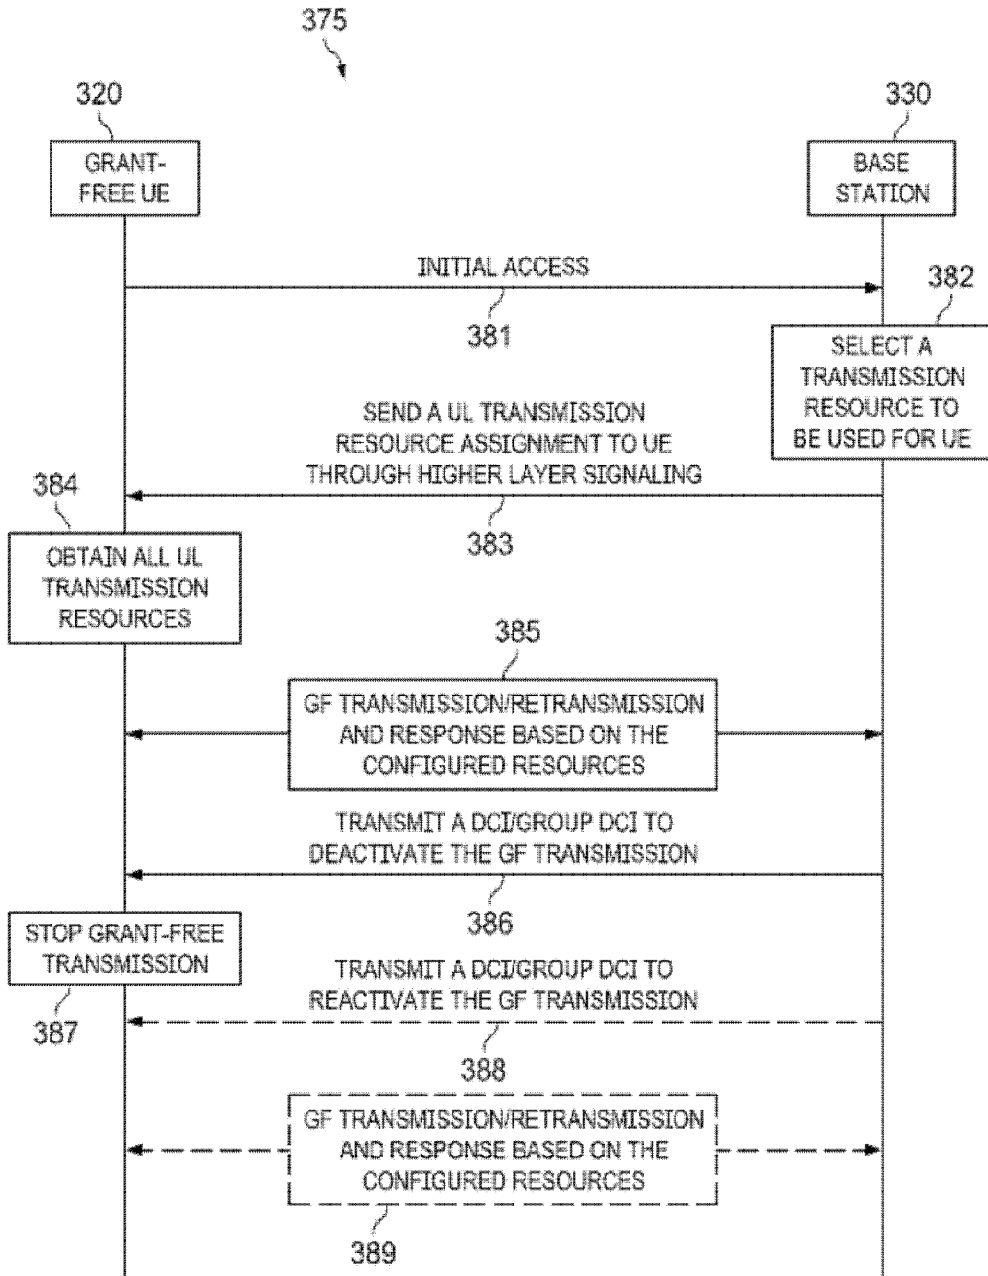 375
320
330
GRANT-
FREE UE
BASE
STATION
INITIAL ACCESS
381
382
SELECT A
TRANSMISSION
RESOURCE TO
BE USED FOR UE
SEND A UL TRANSMISSION
RESOURCE ASSIGNMENT TO UE
THROUGH HIGHER LAYER SIGNALING
383
384
OBTAIN ALL UL
TRANSMISSION
RESOURCES
385
GF TRANSMISSION/RETRANSMISSION
AND RESPONSE BASED ON THE
CONFIGURED RESOURCES
TRANSMIT A DCI/GROUP DCI TO
DEACTIVATE THE GF TRANSMISSION
386
STOP GRANT-FREE
TRANSMISSION
387
TRANSMIT A DCI/GROUP DCI TO
REACTIVATE THE GF TRANSMISSION
388
GF TRANSMISSION/RETRANSMISSION
AND RESPONSE BASED ON THE
CONFIGURED RESOURCES
389